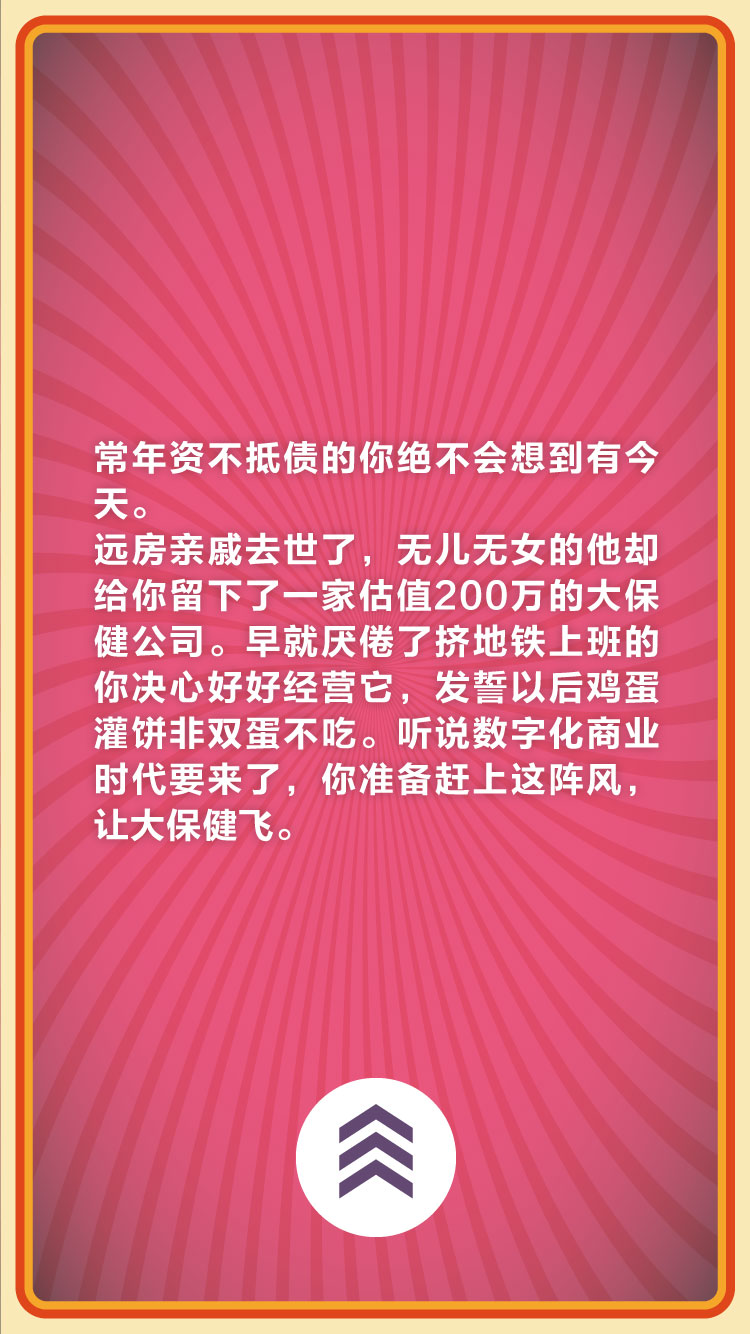 常年资不抵债的你绝不会想到有今
天。
远房亲戚去世了，无儿无女的他却
给你留下了一家估值200万的大保
健公司。早就厌倦了挤地铁上班的
你决心好好经营它，发誓以后鸡蛋
灌饼非双蛋不吃。听说数字化商业
时代要来了，你准备赶上这阵风，
让大保健飞。